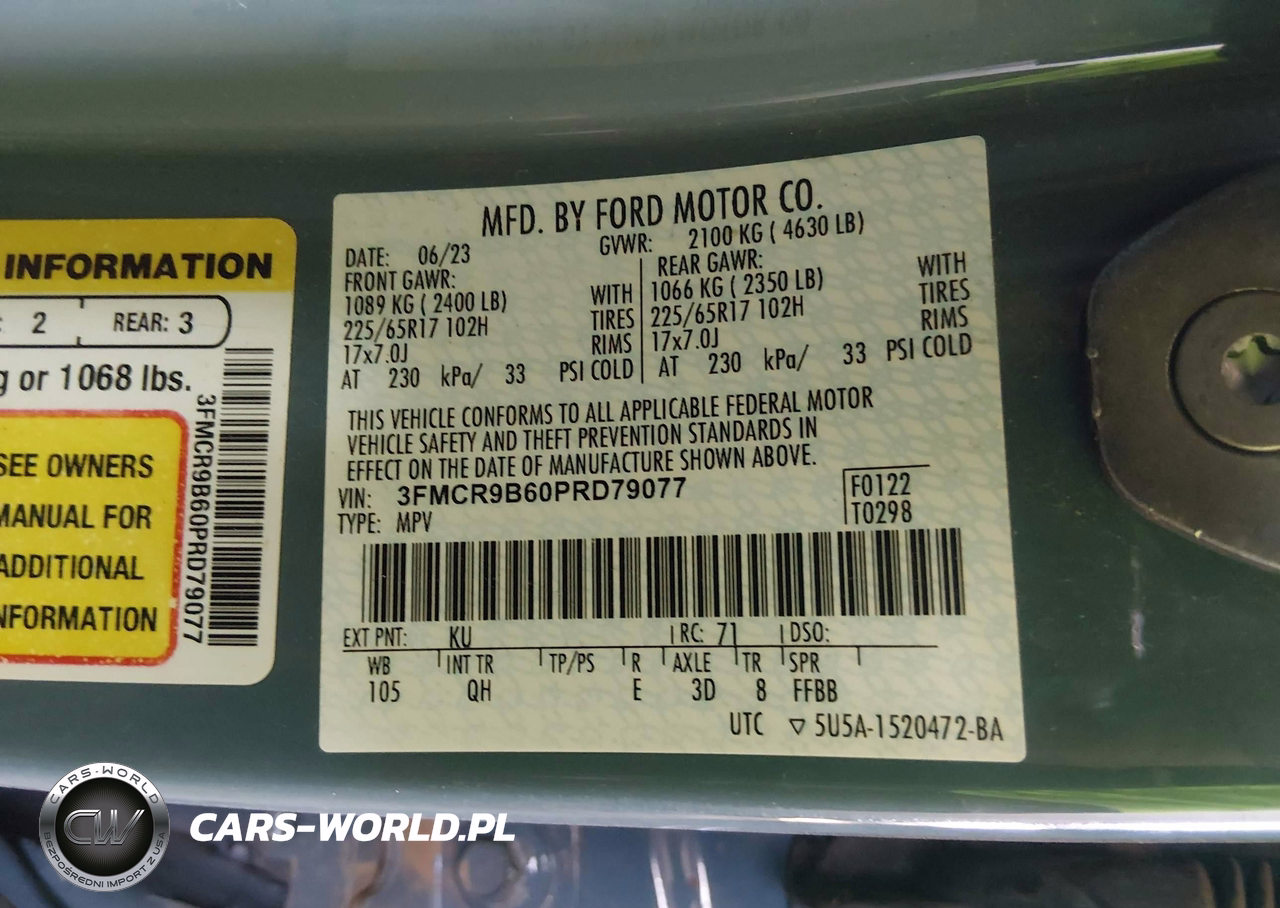 INFORMATION
: 2 REAR: 3
g or 1068 lbs.
SEE OWNERS
MANUAL FOR
ADDITIONAL
INFORMATION
3FMCR9B60PRD79077
MFD. BY FORD MOTOR CO.
DATE: 06/23 GVWR: 2100 KG ( 4630 LB)
FRONT GAWR: REAR GAWR:
1089 KG ( 2400 LB) WITH 1066 KG ( 2350 LB) WITH
225/65R17 102H TIRES 225/65R17 102H TIRES
17x7.0J RIMS 17x7.0J RIMS
AT 230 kPa/ 33 PSI COLD AT 230 kPa/ 33 PSI COLD
THIS VEHICLE CONFORMS TO ALL APPLICABLE FEDERAL MOTOR
VEHICLE SAFETY AND THEFT PREVENTION STANDARDS IN
EFFECT ON THE DATE OF MANUFACTURE SHOWN ABOVE.
VIN: 3FMCR9B60PRD79077 F0122
TYPE: MPV T0298
EXT PNT: KU RC: 71 DSO:
WB INT TR TP/PS R AXLE TR SPR
105 QH E 3D 8 FFBB
UTC ▽ 5U5A-1520472-BA
CARS-WORLD
CW
BEZPOŚREDNI IMPORT Z USA
CARS-WORLD.PL